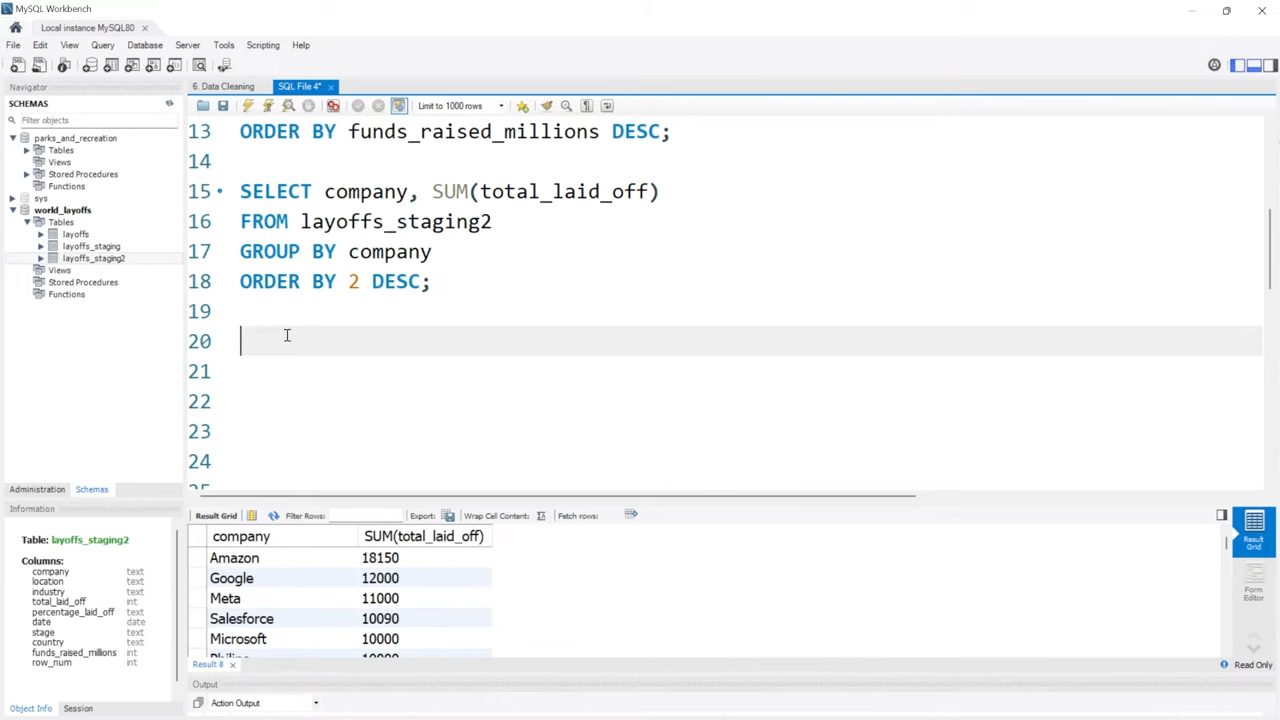 MySQL Workbench
Local instance MySQL80
File Edit View Query Database Server Tools Scripting Help
Navigator
SCHEMAS
Filter objects
parks_and_recreation
Tables
Views
Stored Procedures
Functions
sys
world_layoffs
Tables
layoffs
layoffs_staging
layoffs_staging2
Views
Stored Procedures
Functions
Administration Schemas
Information
Table: layoffs_staging2
Columns:
company text
location text
industry text
total_laid_off int
percentage_laid_off text
date date
stage text
country text
funds_raised_millions int
row_num int
Object Info Session
6. Data Cleaning SQL File 4*
Limit to 1000 rows
13 ORDER BY funds_raised_millions DESC;
14
15 SELECT company, SUM(total_laid_off)
16 FROM layoffs_staging2
17 GROUP BY company
18 ORDER BY 2 DESC;
19
20
21
22
23
24
25
Result Grid Filter Rows: Export: Wrap Cell Content: Fetch rows:
company SUM(total_laid_off)
Amazon 18150
Google 12000
Meta 11000
Salesforce 10090
Microsoft 10000
Philips 10000
Result 8
Output
Action Output
Result Grid
Form Editor
Read Only